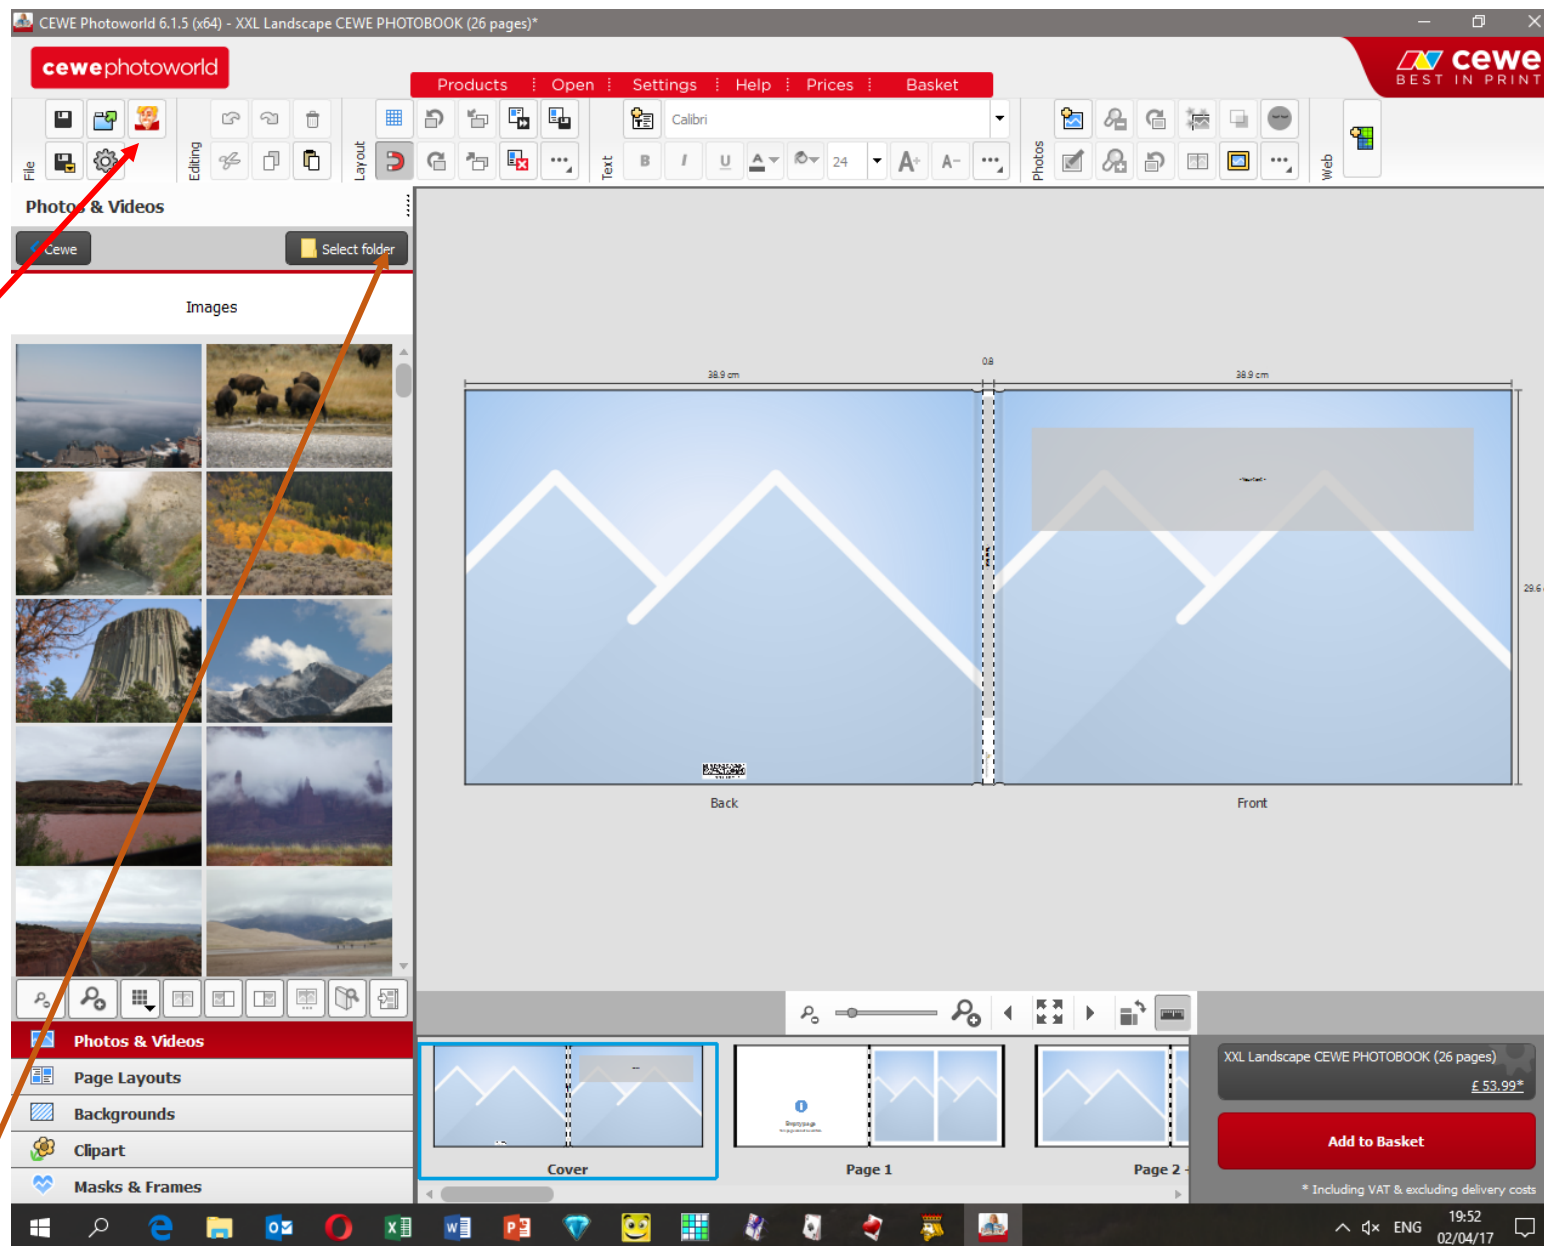 CEWE Photoworld 6.1.5 (x64) - XXL Landscape CEWE PHOTOBOOK (26 pages)*
cewephotoworld
cewe
BEST IN PRINT
Products
Open
Settings
Help
Prices
Basket
File
Editing
Layout
Text
Calibri
B I U A 24 A+ A-
Photos
Web
Photos & Videos
Cewe
Select folder
Images
38.9 cm
0.8
38.9 cm
29.6
Back
Front
Photos & Videos
Page Layouts
Backgrounds
Clipart
Masks & Frames
Cover
Page 1
Page 2 -
XXL Landscape CEWE PHOTOBOOK (26 pages)
£ 53.99*
Add to Basket
* Including VAT & excluding delivery costs
ENG
19:52
02/04/17